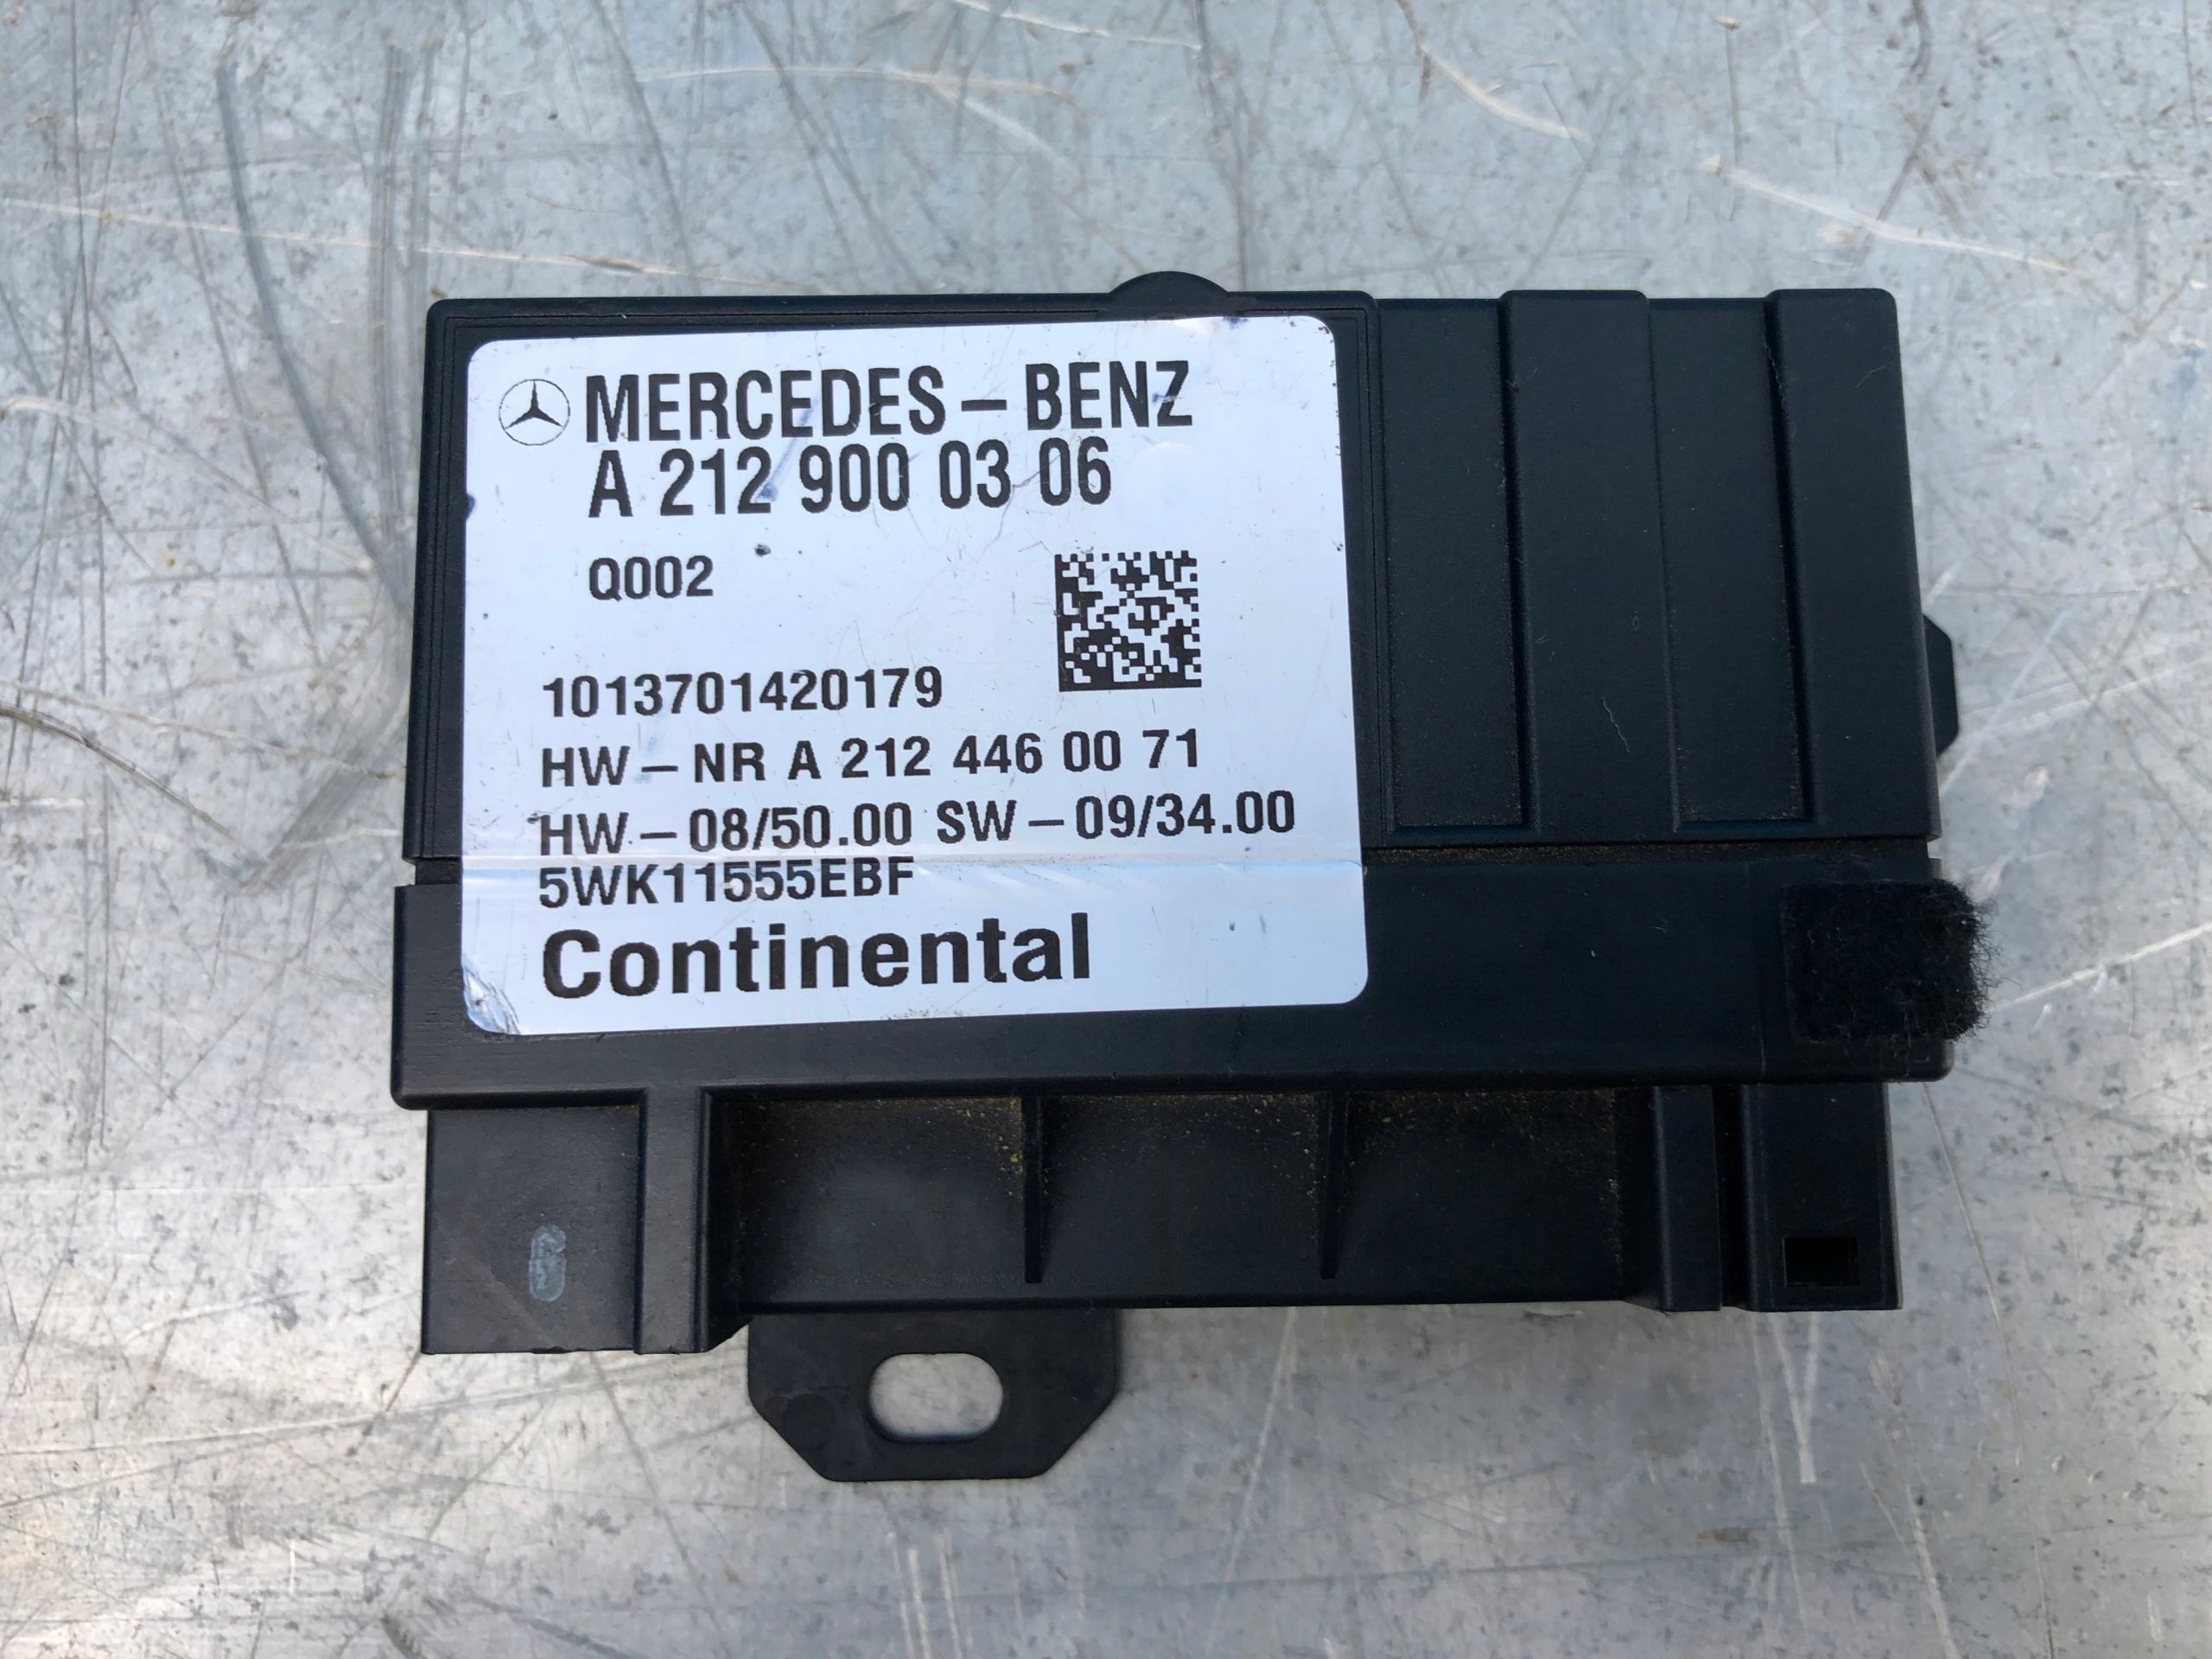 MERCEDES-BENZ
A 212 900 03 06
Q002
1013701420179
HW-NR A 212 446 00 71
HW-08/50.00 SW-09/34.00
5WK11555EBF
Continental